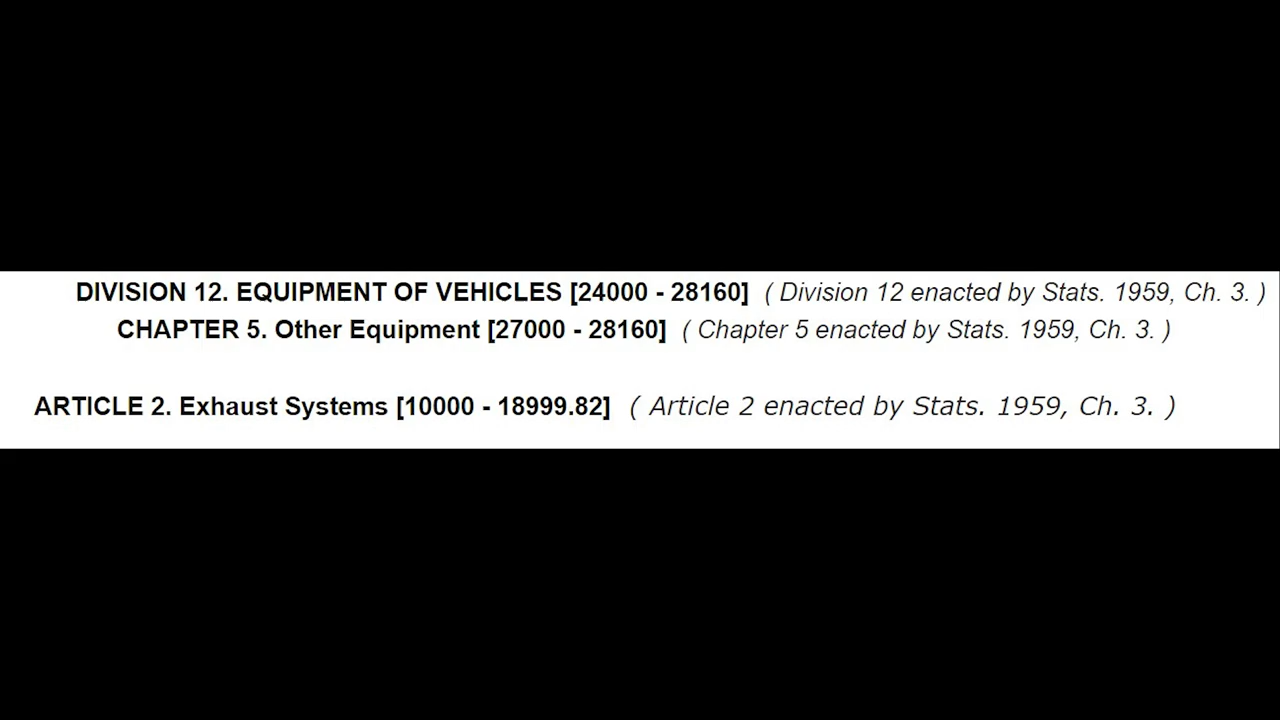 DIVISION 12. EQUIPMENT OF VEHICLES [24000 - 28160] ( Division 12 enacted by Stats. 1959, Ch. 3. )
CHAPTER 5. Other Equipment [27000 - 28160] ( Chapter 5 enacted by Stats. 1959, Ch. 3. )
ARTICLE 2. Exhaust Systems [10000 - 18999.82] ( Article 2 enacted by Stats. 1959, Ch. 3. )